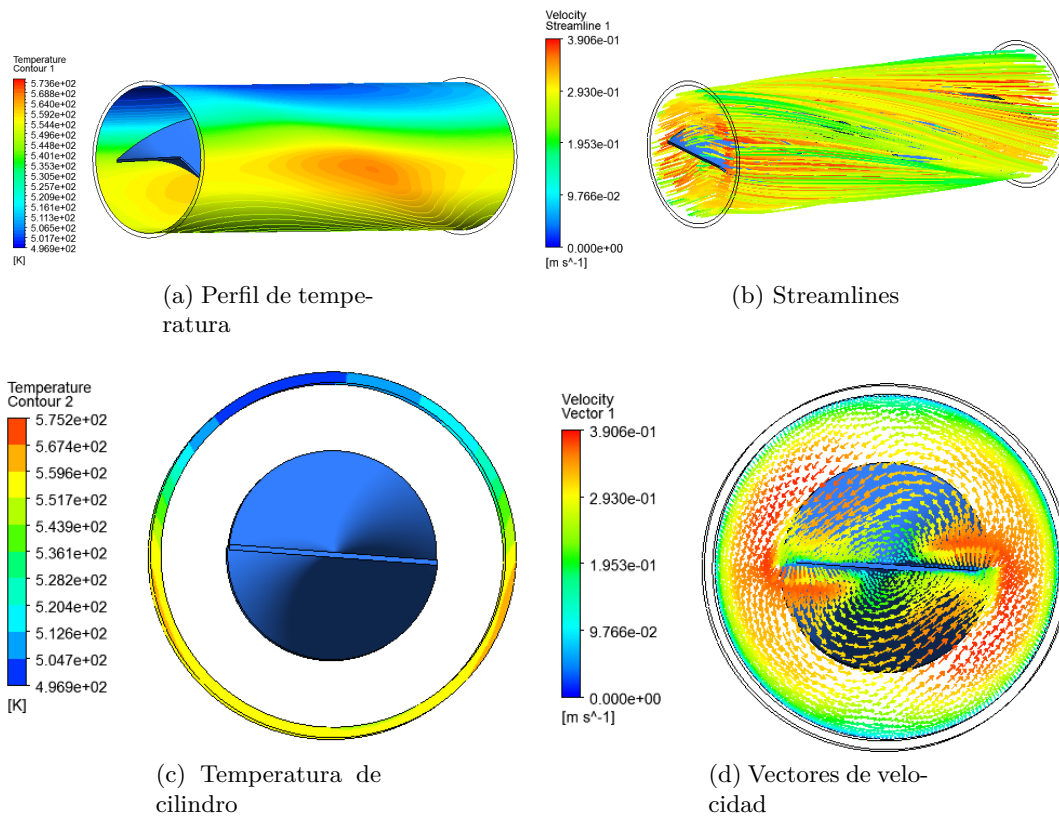 Temperature
Contour 1
5.736e+02
5.688e+02
5.640e+02
5.592e+02
5.544e+02
5.496e+02
5.448e+02
5.401e+02
5.353e+02
5.305e+02
5.257e+02
5.209e+02
5.161e+02
5.113e+02
5.065e+02
5.017e+02
4.969e+02
[K]
(a) Perfil de tempe-
ratura
Velocity
Streamline 1
3.906e-01
2.930e-01
1.953e-01
9.766e-02
0.000e+00
[m s^-1]
(b) Streamlines
Temperature
Contour 2
5.752e+02
5.674e+02
5.596e+02
5.517e+02
5.439e+02
5.361e+02
5.282e+02
5.204e+02
5.126e+02
5.047e+02
4.969e+02
[K]
(c) Temperatura de
cilindro
Velocity
Vector 1
3.906e-01
2.930e-01
1.953e-01
9.766e-02
0.000e+00
[m s^-1]
(d) Vectores de velo-
cidad